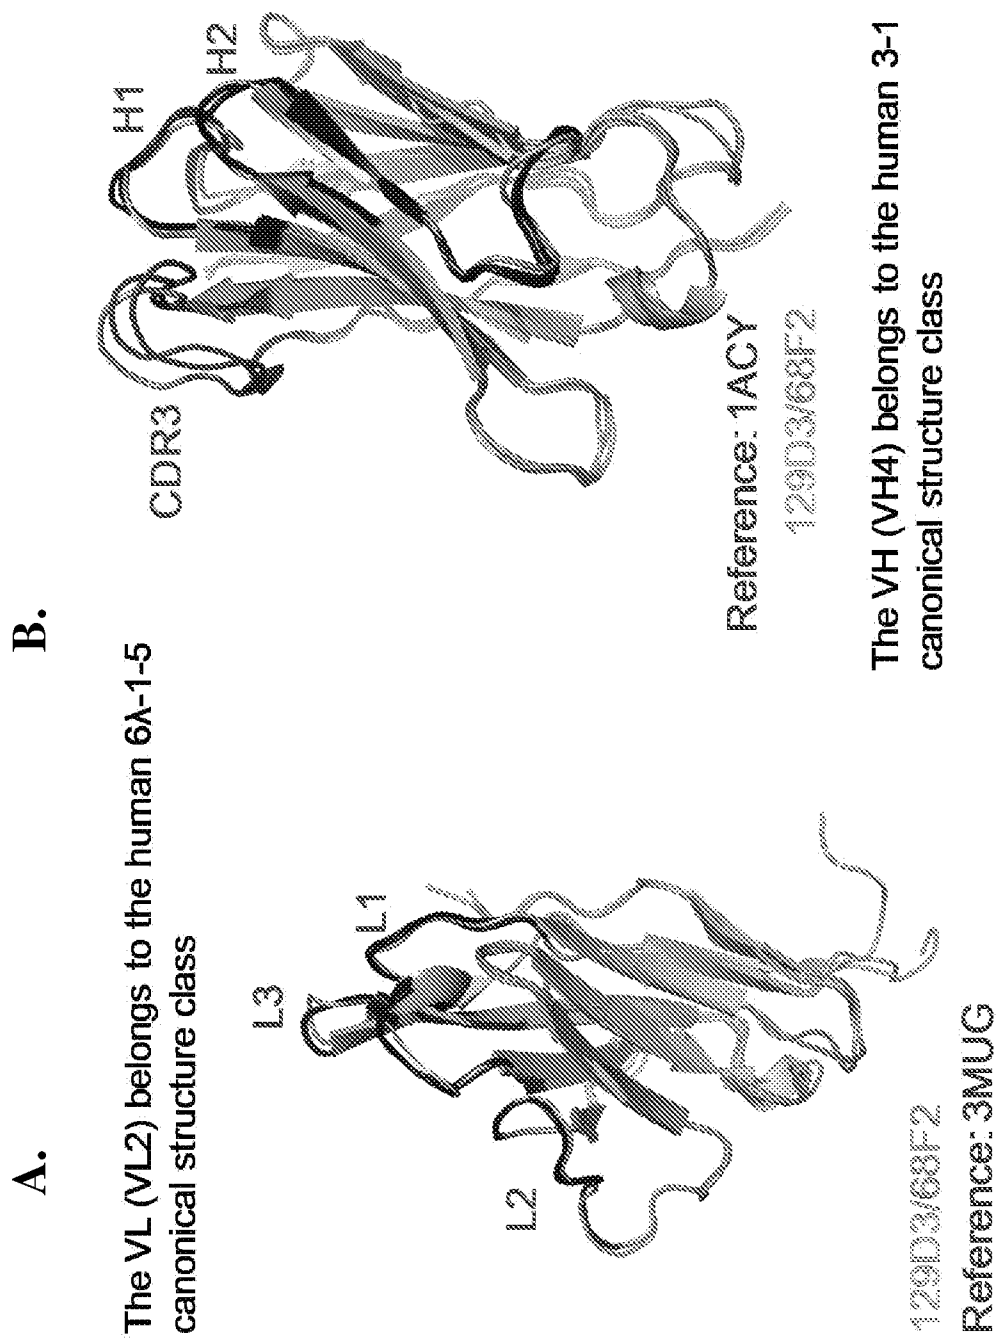 A.
The VL (VL2) belongs to the human 6λ-1-5
canonical structure class
L3
L1
L2
129D3/68F2
Reference: 3MUG
B.
H1
H2
CDR3
Reference: 1ACY
129D3/68F2
The VH (VH4) belongs to the human 3-1
canonical structure class